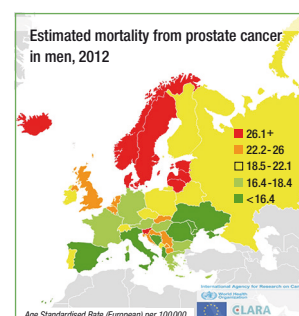 Estimated mortality from prostate cancer
in men, 2012
26.1+
22.2-26
18.5-22.1
16.4-18.4
<16.4
International Agency for Research on Can
World Health
Organization
CLARA
Age Standardised Rate (European) per 100,000